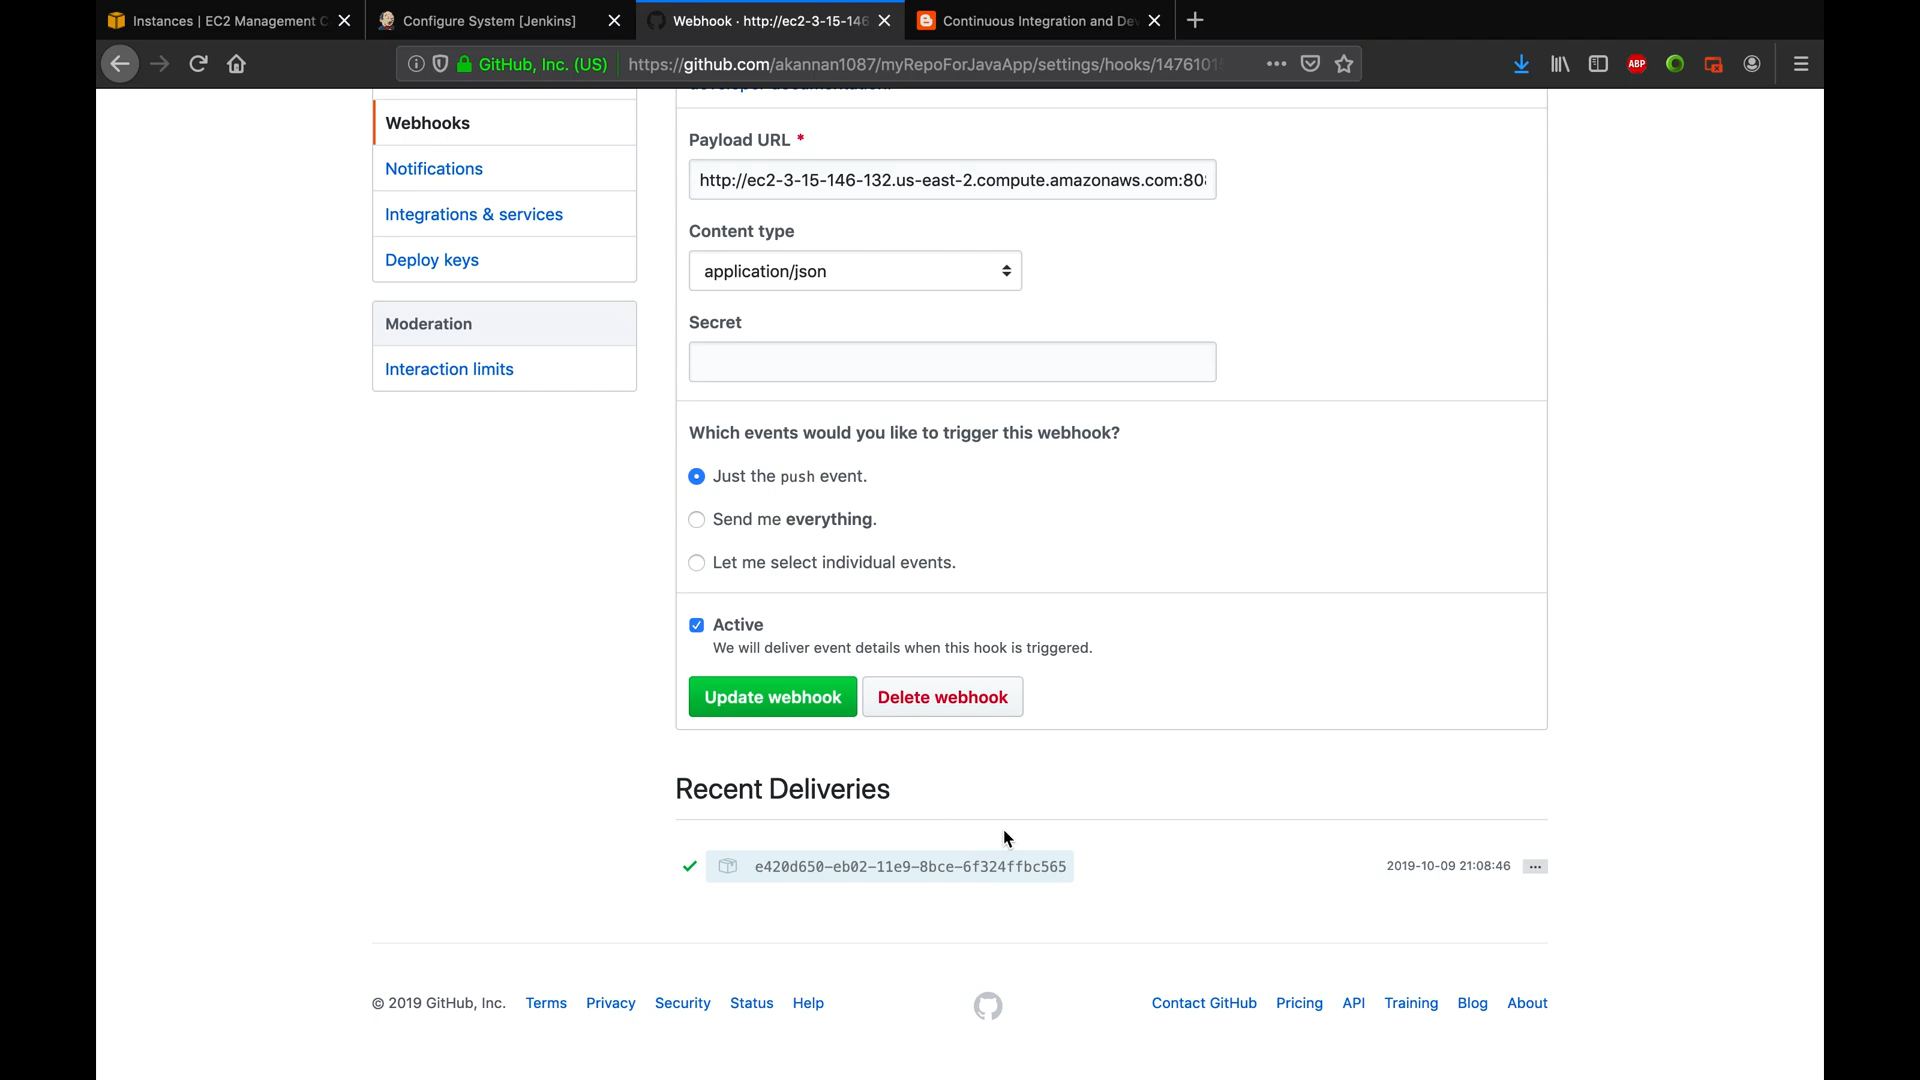 Instances | EC2 Management C
Configure System [Jenkins]
Webhook · http://ec2-3-15-146
Continuous Integration and De
GitHub, Inc. (US)
https://github.com/akannan1087/myRepoForJavaApp/settings/hooks/1476101
ABP
developer documentation.
Webhooks
Notifications
Integrations & services
Deploy keys
Moderation
Interaction limits
Payload URL *
http://ec2-3-15-146-132.us-east-2.compute.amazonaws.com:80
Content type
application/json
Secret
Which events would you like to trigger this webhook?
Just the push event.
Send me everything.
Let me select individual events.
Active
We will deliver event details when this hook is triggered.
Update webhook
Delete webhook
Recent Deliveries
e420d650-eb02-11e9-8bce-6f324ffbc565
2019-10-09 21:08:46
© 2019 GitHub, Inc.
Terms
Privacy
Security
Status
Help
Contact GitHub
Pricing
API
Training
Blog
About